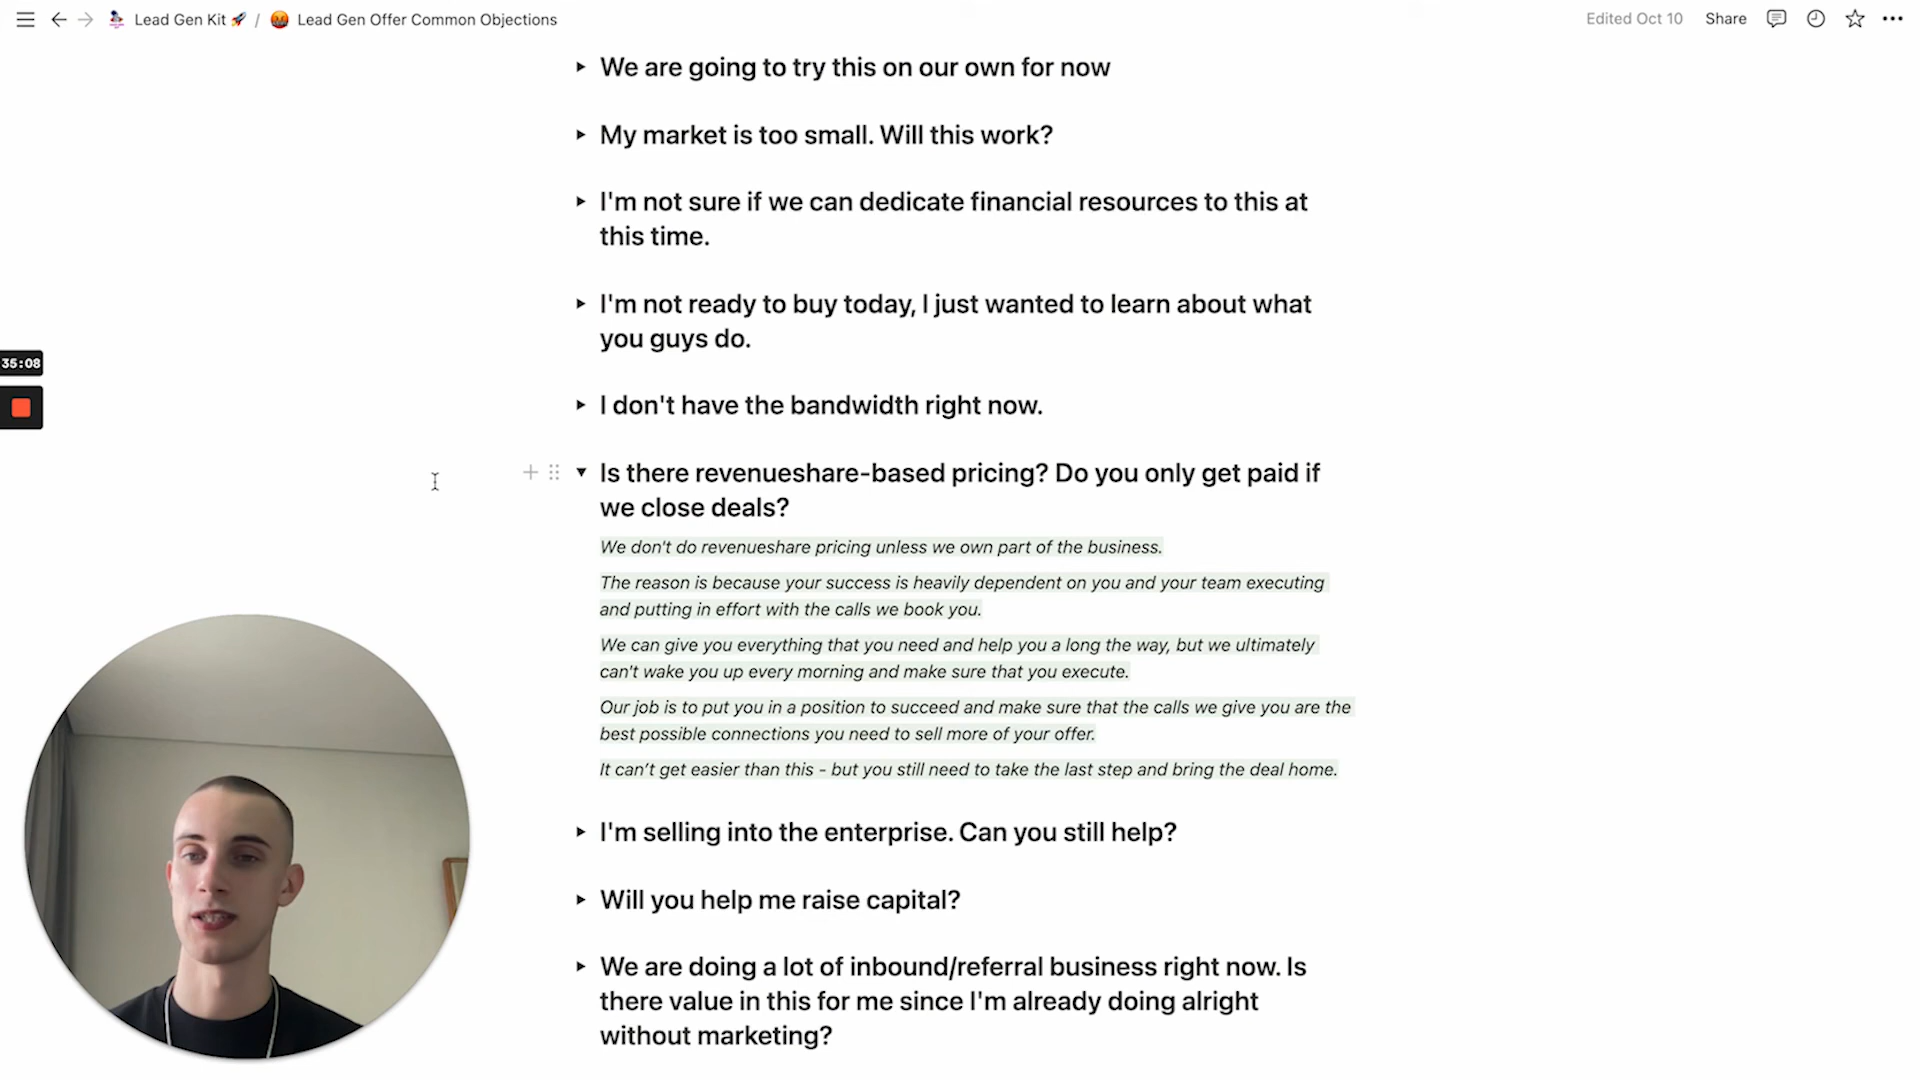 Lead Gen Kit 🚀 / 🤬 Lead Gen Offer Common Objections
Edited Oct 10 Share
We are going to try this on our own for now
My market is too small. Will this work?
I'm not sure if we can dedicate financial resources to this at
this time.
I'm not ready to buy today, I just wanted to learn about what
you guys do.
35:08
I don't have the bandwidth right now.
Is there revenueshare-based pricing? Do you only get paid if
we close deals?
We don't do revenueshare pricing unless we own part of the business.
The reason is because your success is heavily dependent on you and your team executing
and putting in effort with the calls we book you.
We can give you everything that you need and help you a long the way, but we ultimately
can't wake you up every morning and make sure that you execute.
Our job is to put you in a position to succeed and make sure that the calls we give you are the
best possible connections you need to sell more of your offer.
It can’t get easier than this - but you still need to take the last step and bring the deal home.
I'm selling into the enterprise. Can you still help?
Will you help me raise capital?
We are doing a lot of inbound/referral business right now. Is
there value in this for me since I'm already doing alright
without marketing?